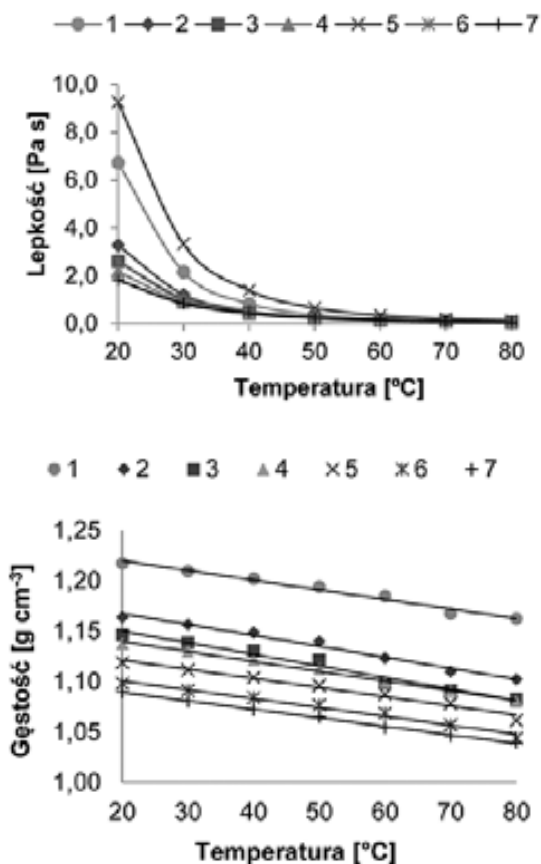 1 2 3 4 5 6 7
Lepkość [Pa s]
10,0
8,0
6,0
4,0
2,0
0,0
20 30 40 50 60 70 80
Temperatura [ºC]
1 2 3 4 5 6 7
Gęstość [g cm⁻³]
1,25
1,20
1,15
1,10
1,05
1,00
20 30 40 50 60 70 80
Temperatura [ºC]